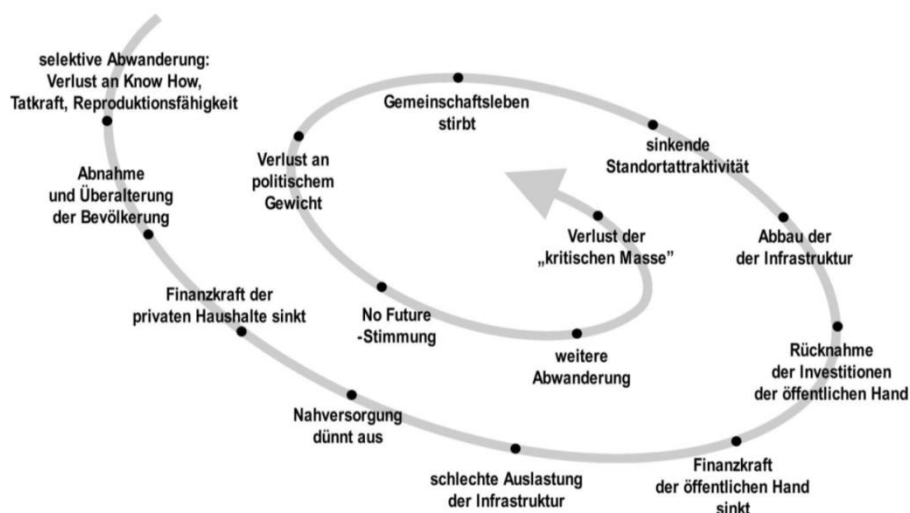 selektive Abwanderung:
Verlust an Know How,
Tatkraft, Reproduktionsfähigkeit
Abnahme
und Überalterung
der Bevölkerung
Finanzkraft der
privaten Haushalte sinkt
Nahversorgung
dünnt aus
schlechte Auslastung
der Infrastruktur
Finanzkraft
der öffentlichen Hand
sinkt
Rücknahme
der Investitionen
der öffentlichen Hand
Abbau der
der Infrastruktur
sinkende
Standortattraktivität
Gemeinschaftsleben
stirbt
Verlust an
politischem
Gewicht
No Future
-Stimmung
weitere
Abwanderung
Verlust der
„kritischen Masse”